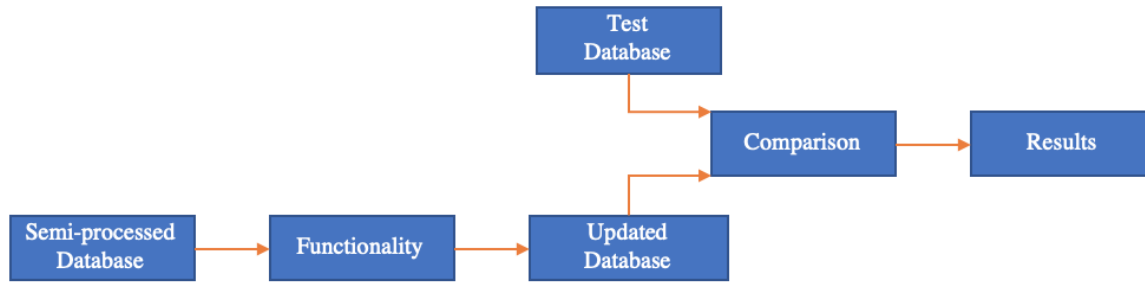 Test
Database
Comparison
Results
Semi-processed
Database
Functionality
Updated
Database